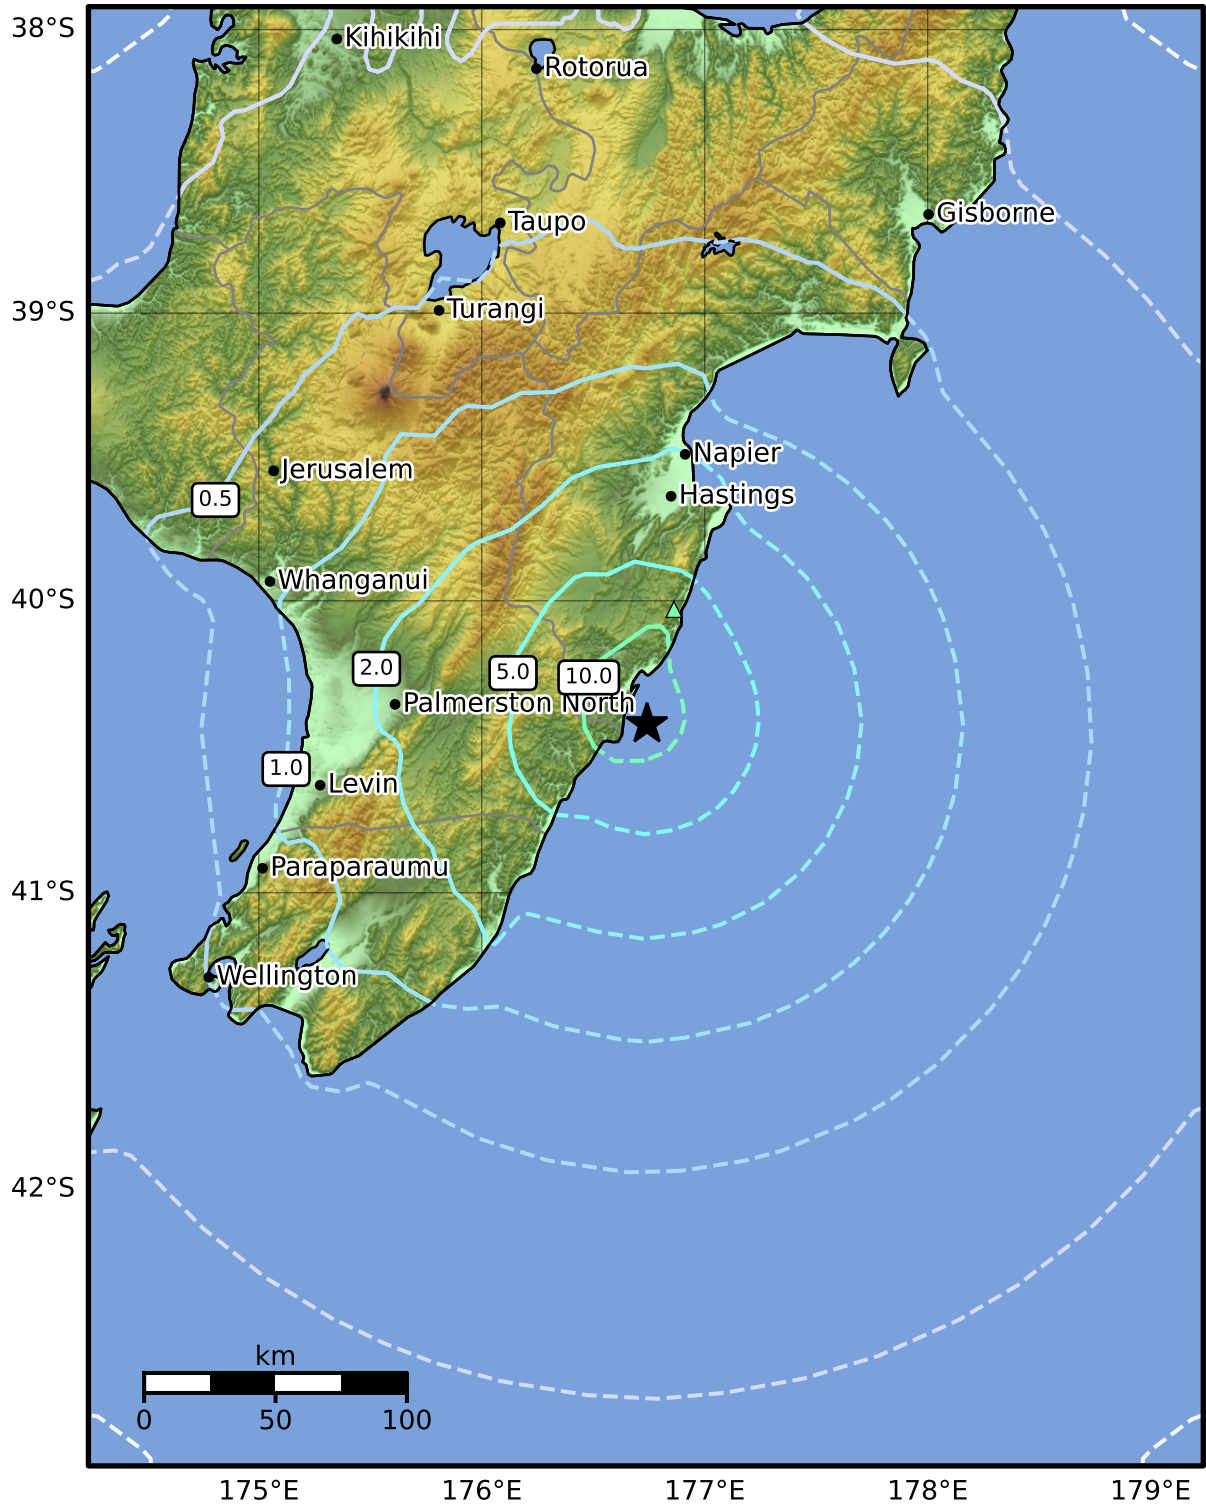 38°S
Kihikihi
Rotorua
Taupo
Gisborne
39°S
Turangi
Napier
Jerusalem
Hastings
0.5
Whanganui
40°S
2.0
5.0
10.0
Palmerston North
1.0
Levin
Paraparaumu
41°S
Wellington
42°S
km
0 50 100
175°E 176°E 177°E 178°E 179°E